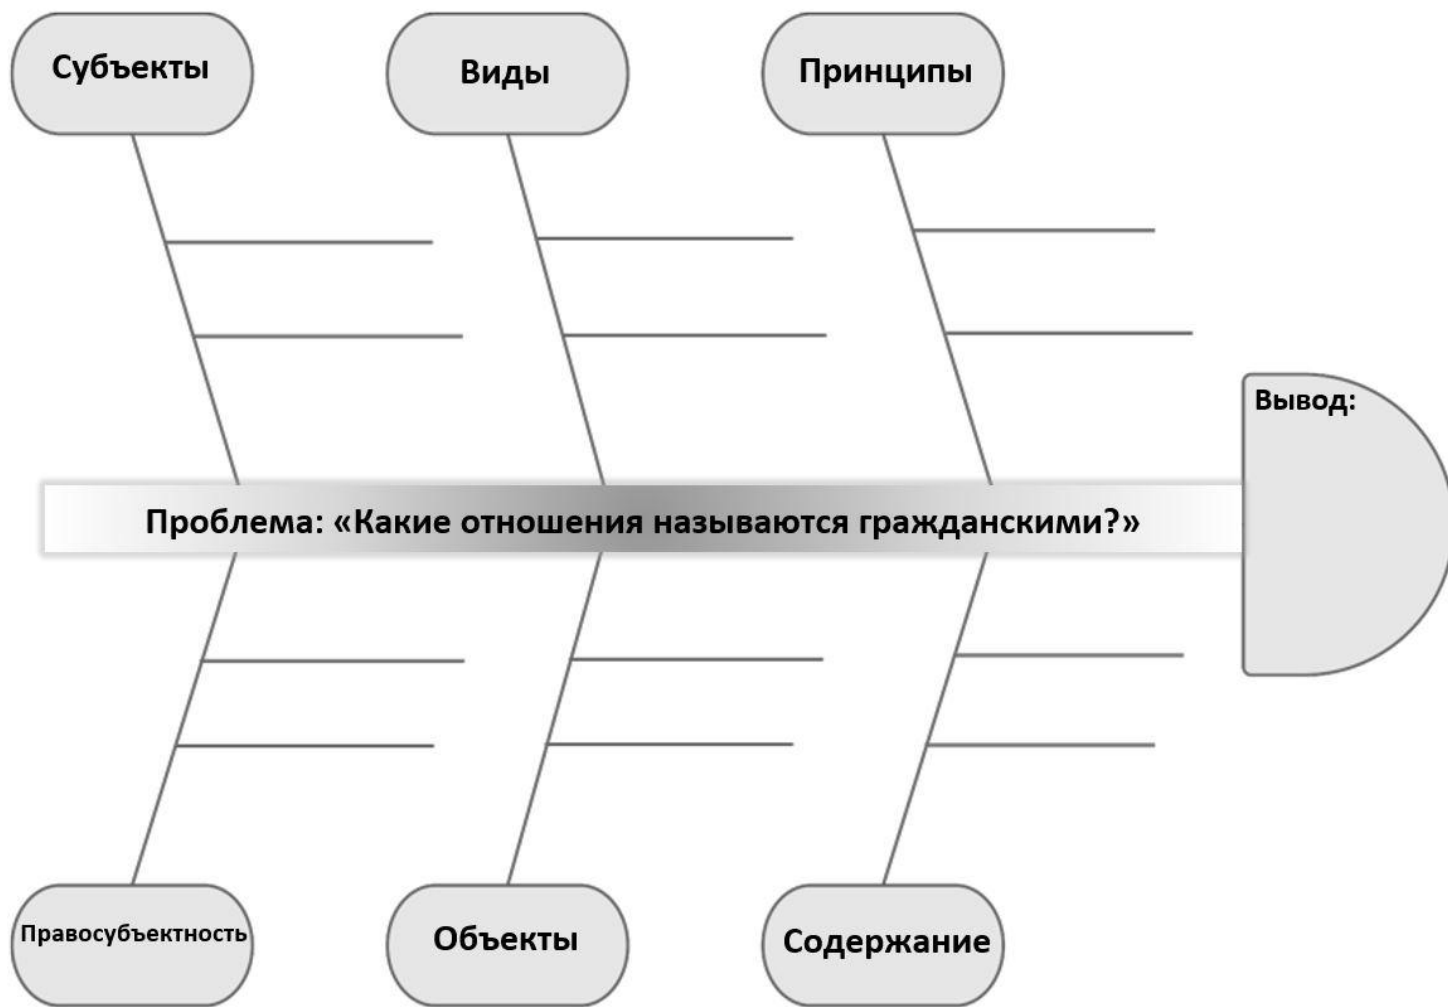 Субъекты
Виды
Принципы
Вывод:
Проблема: «Какие отношения называются гражданскими?»
Правосубъектность
Объекты
Содержание